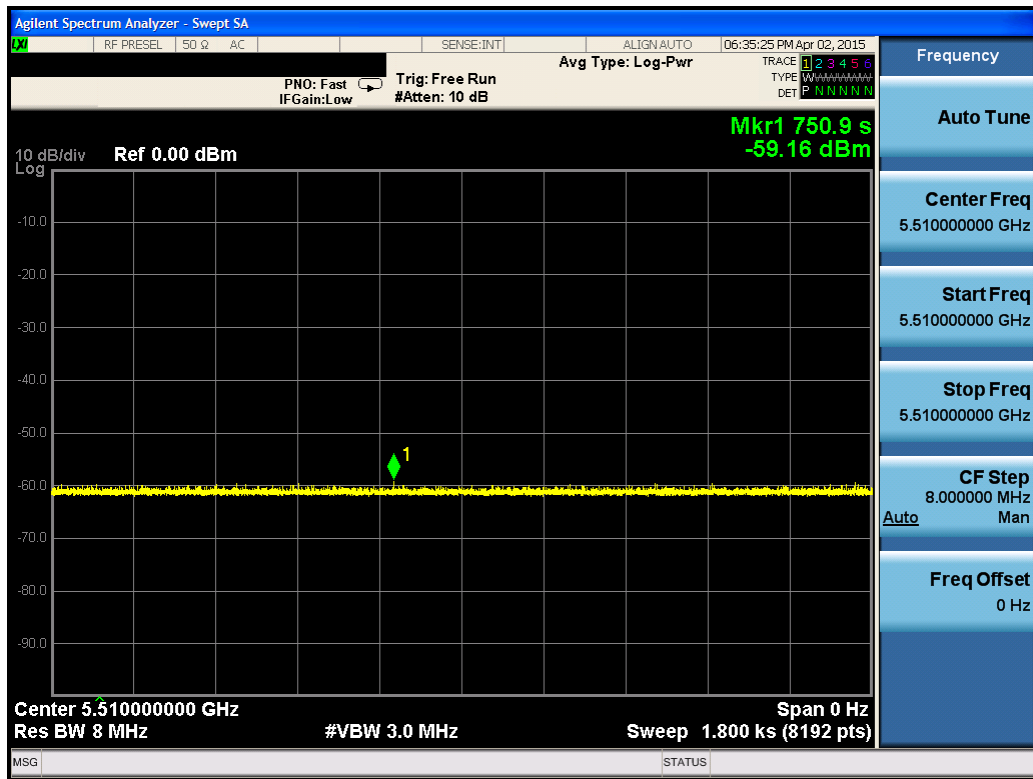 Agilent Spectrum Analyzer - Swept SA
LXI RF PRESEL 50 Ω AC SENSE:INT ALIGN AUTO 06:35:25 PM Apr 02, 2015
Avg Type: Log-Pwr
TRACE 1 2 3 4 5 6
PNO: Fast Trig: Free Run
TYPE WWWWWW
IFGain:Low #Atten: 10 dB
DET P N N N N N
Mkr1 750.9 s
-59.16 dBm
10 dB/div Ref 0.00 dBm
Log
-10.0
-20.0
-30.0
-40.0
-50.0
1
-60.0
-70.0
-80.0
-90.0
Center 5.510000000 GHz Span 0 Hz
Res BW 8 MHz #VBW 3.0 MHz Sweep 1.800 ks (8192 pts)
MSG STATUS
Frequency
Auto Tune
Center Freq
5.510000000 GHz
Start Freq
5.510000000 GHz
Stop Freq
5.510000000 GHz
CF Step
8.000000 MHz
Auto Man
Freq Offset
0 Hz